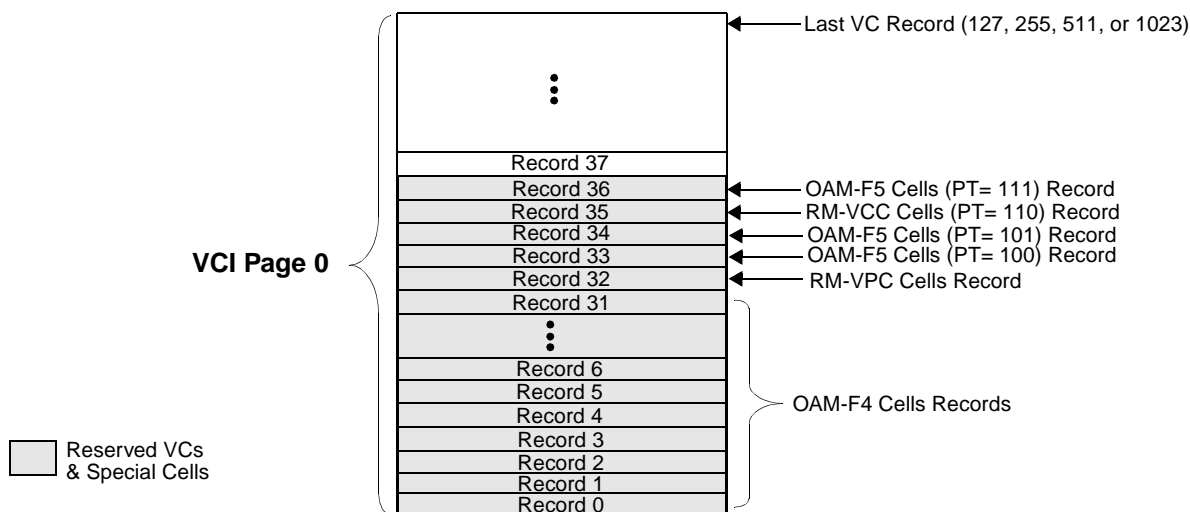 Last VC Record (127, 255, 511, or 1023)
Record 37
Record 36
OAM-F5 Cells (PT= 111) Record
Record 35
RM-VCC Cells (PT= 110) Record
Record 34
OAM-F5 Cells (PT= 101) Record
VCI Page 0
Record 33
OAM-F5 Cells (PT= 100) Record
Record 32
RM-VPC Cells Record
Record 31
Record 6
Record 5
Record 4
OAM-F4 Cells Records
Record 3
Record 2
Record 1
Record 0
Reserved VCs
& Special Cells